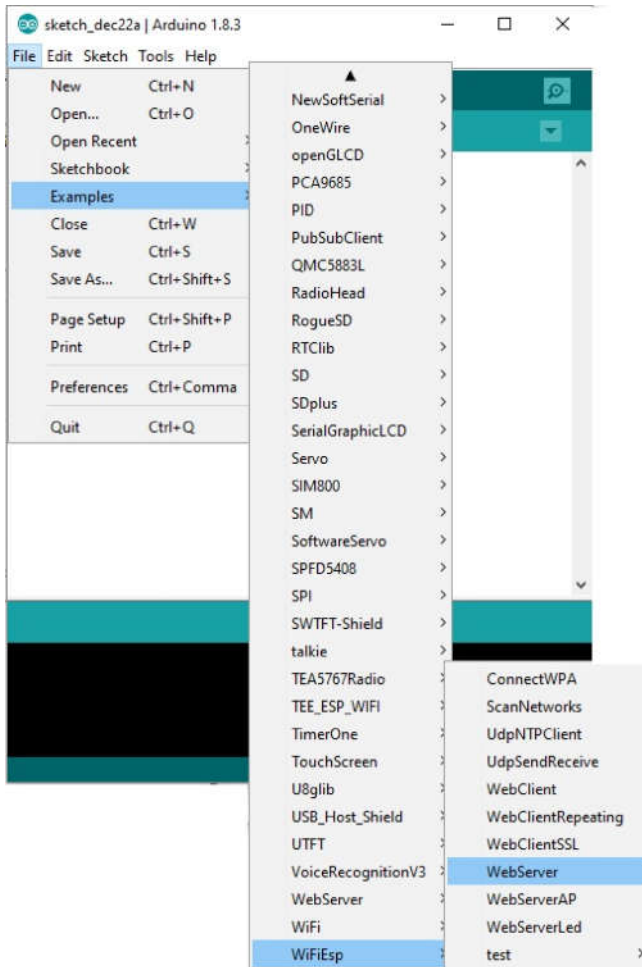 sketch_dec22a | Arduino 1.8.3
File Edit Sketch Tools Help
New Ctrl+N
Open... Ctrl+O
Open Recent
Sketchbook
Examples
Close Ctrl+W
Save Ctrl+S
Save As... Ctrl+Shift+S
Page Setup Ctrl+Shift+P
Print Ctrl+P
Preferences Ctrl+Comma
Quit Ctrl+Q
NewSoftSerial
OneWire
openGLCD
PCA9685
PID
PubSubClient
QMC5883L
RadioHead
RogueSD
RTClib
SD
SDplus
SerialGraphicLCD
Servo
SIM800
SM
SoftwareServo
SPFD5408
SPI
SWTFT-Shield
talkie
TEA5767Radio
TEE_ESP_WIFI
TimerOne
TouchScreen
U8glib
USB_Host_Shield
UTFT
VoiceRecognitionV3
WebServer
WiFi
WiFiEsp
ConnectWPA
ScanNetworks
UdpNTPClient
UdpSendReceive
WebClient
WebClientRepeating
WebClientSSL
WebServer
WebServerAP
WebServerLed
test